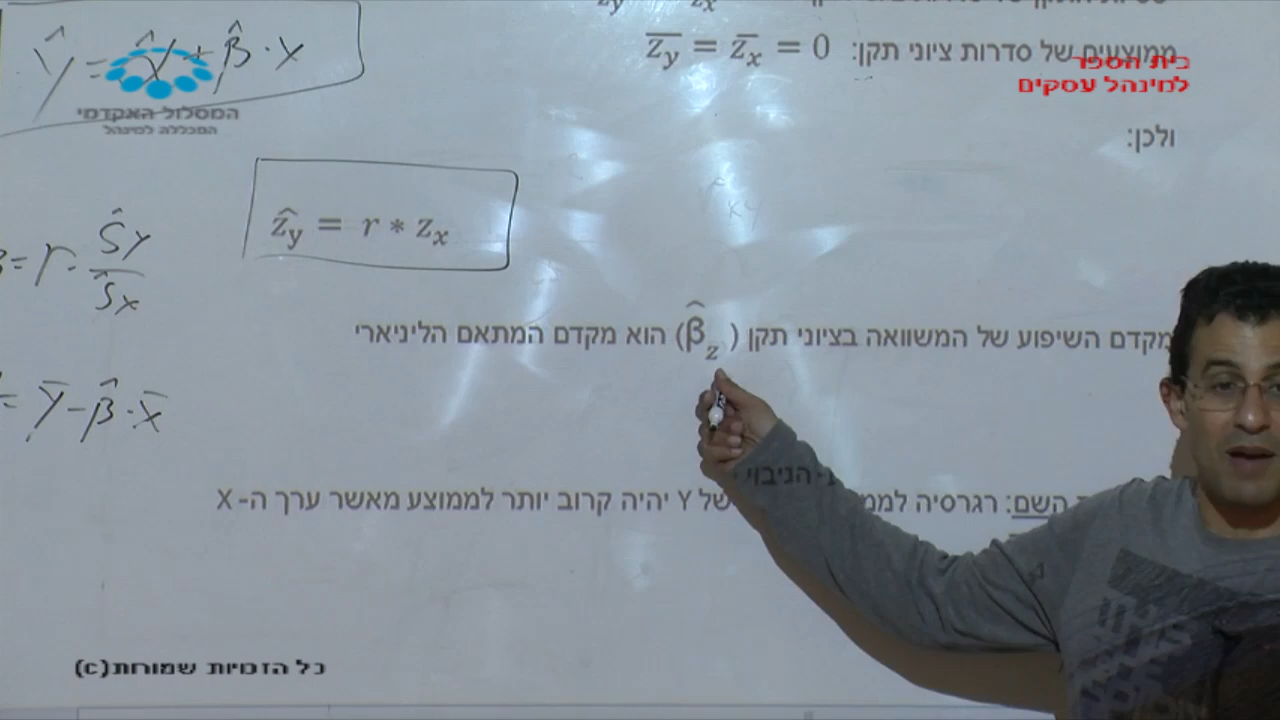 ממוצעים של סדרות ציוני תקן: z̅y = z̅x = 0
בית הספר
למינהל עסקים
ŷ = α̂ + β̂ · x
המסלול האקדמי
המכללה למינהל
ולכן:
ẑy = r * zx
= r · Ŝy / Ŝx
מקדם השיפוע של המשוואה בציוני תקן (β̂z) הוא מקדם המתאם הליניארי
= y̅ - β̂ · x̅
השם: רגרסיה של Y יהיה קרוב יותר לממוצע מאשר ערך ה- X
כל הזכויות שמורות(c)